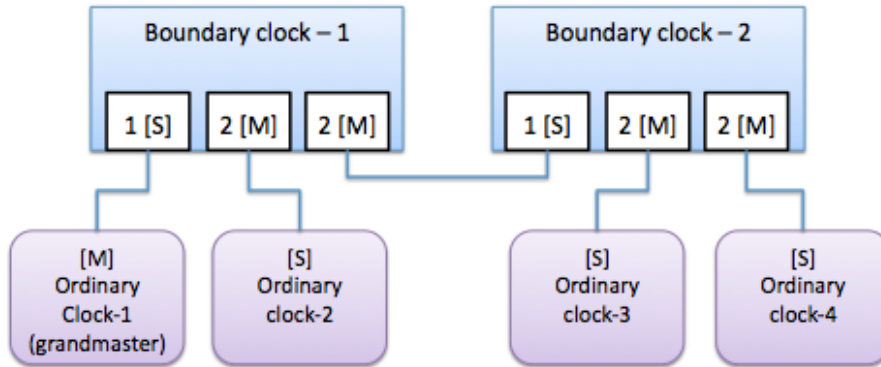 Boundary clock – 1
Boundary clock – 2
1 [S]
2 [M]
2 [M]
1 [S]
2 [M]
2 [M]
[M]
Ordinary
Clock-1
(grandmaster)
[S]
Ordinary
clock-2
[S]
Ordinary
clock-3
[S]
Ordinary
clock-4